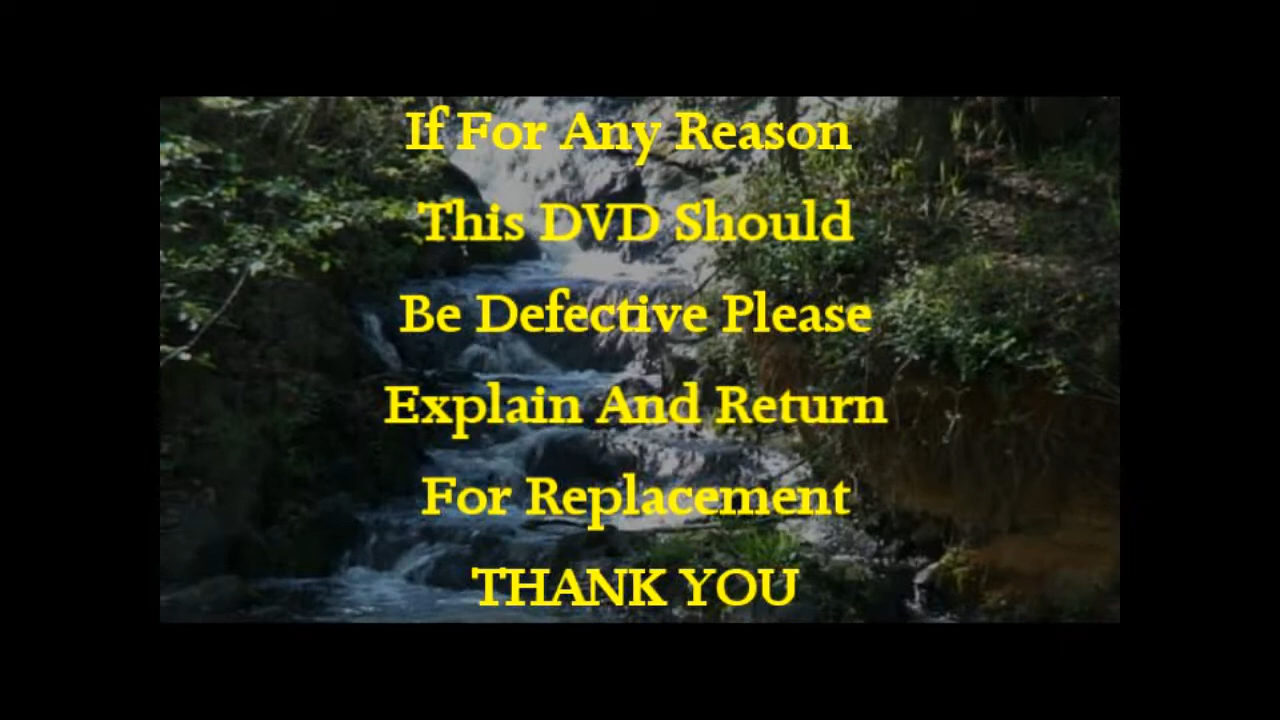 If For Any Reason
This DVD Should
Be Defective Please
Explain And Return
For Replacement
THANK YOU